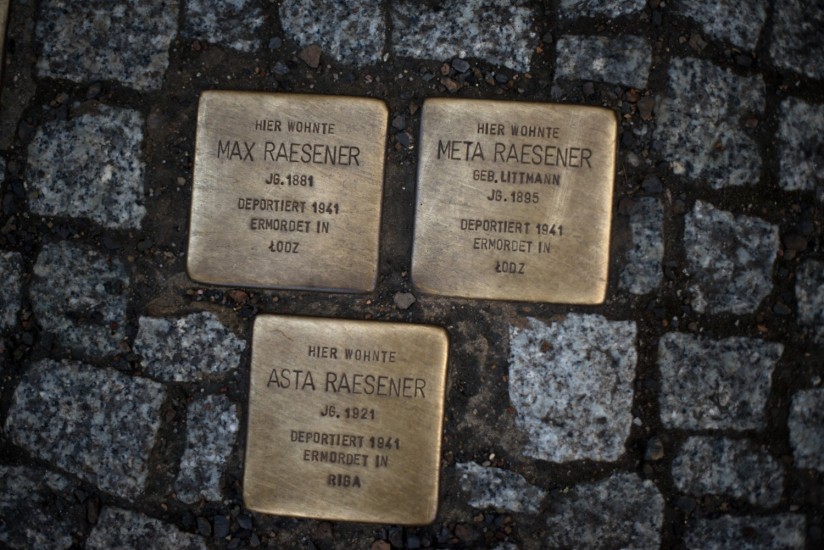 HIER WOHNTE
MAX RAESENER
JG. 1881
DEPORTIERT 1941
ERMORDET IN
ŁODZ
HIER WOHNTE
META RAESENER
GEB. LITTMANN
JG. 1895
DEPORTIERT 1941
ERMORDET IN
ŁODZ
HIER WOHNTE
ASTA RAESENER
JG. 1921
DEPORTIERT 1941
ERMORDET IN
RIGA